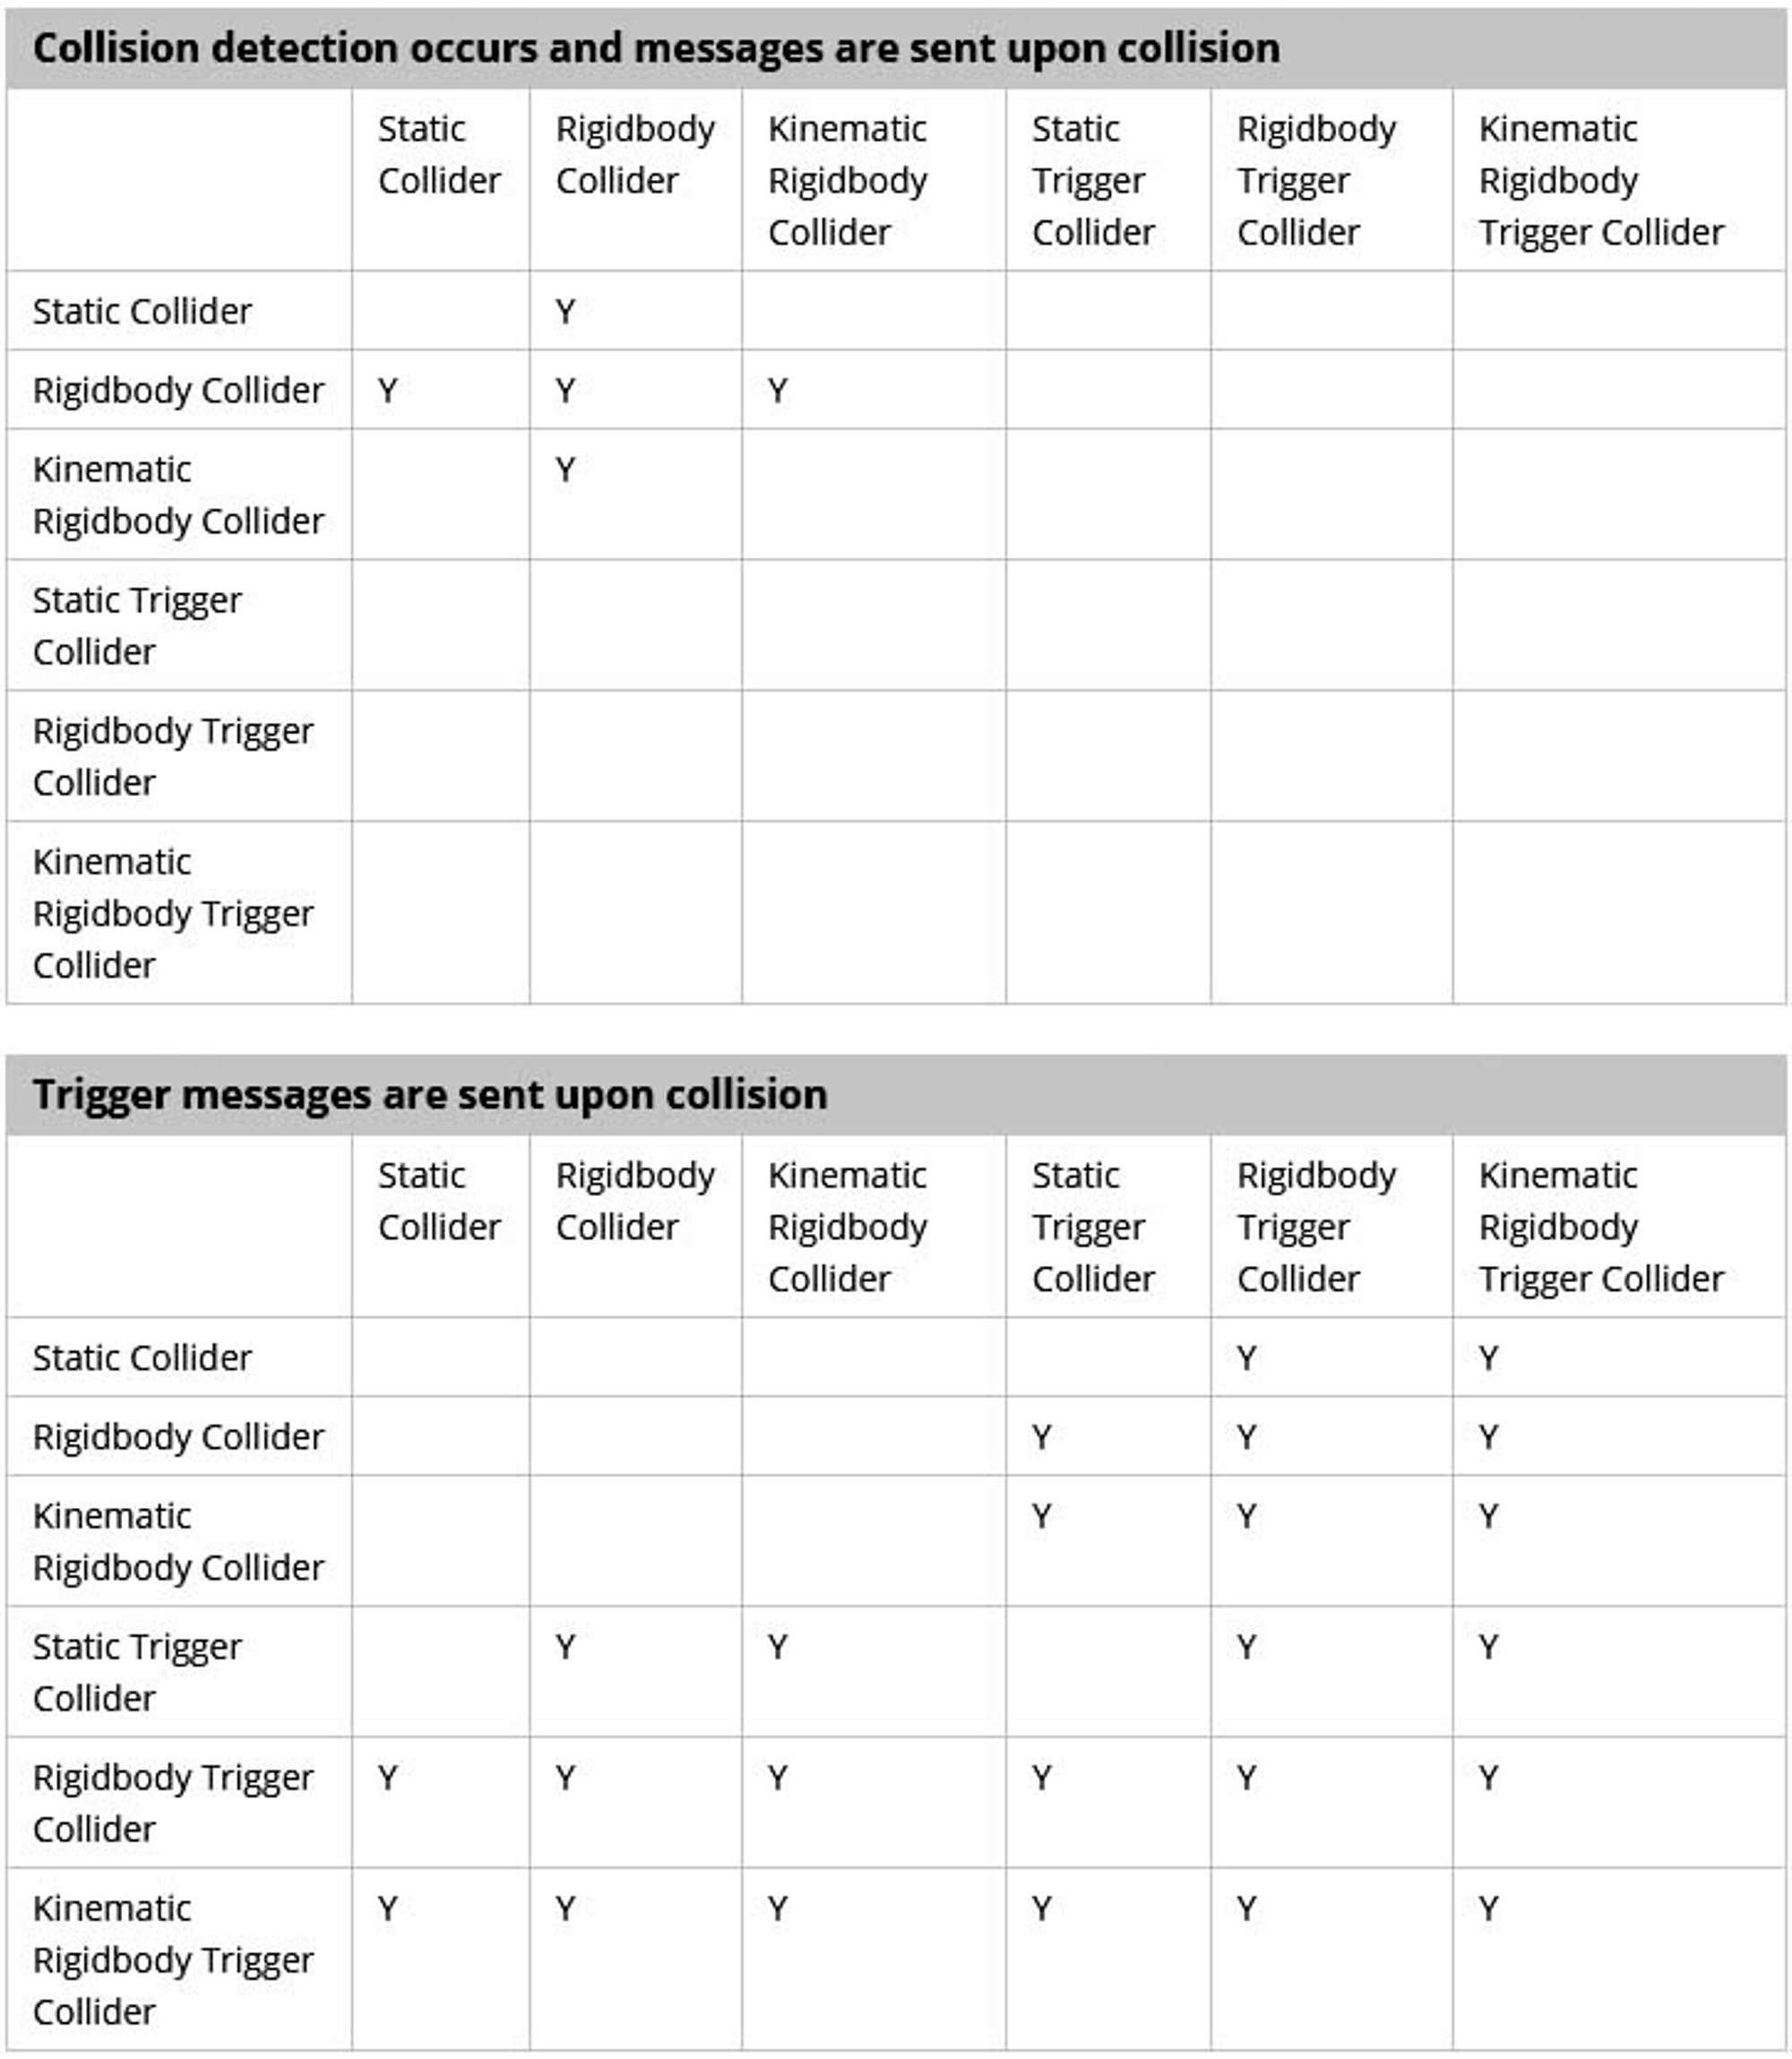 Collision detection occurs and messages are sent upon collision
Static Rigidbody Kinematic Static Rigidbody Kinematic
Collider Collider Rigidbody Trigger Trigger Rigidbody
Collider Collider Collider Trigger Collider
Static Collider Y
Rigidbody Collider Y Y Y
Kinematic Y
Rigidbody Collider
Static Trigger
Collider
Rigidbody Trigger
Collider
Kinematic
Rigidbody Trigger
Collider
Trigger messages are sent upon collision
Static Rigidbody Kinematic Static Rigidbody Kinematic
Collider Collider Rigidbody Trigger Trigger Rigidbody
Collider Collider Collider Trigger Collider
Static Collider Y Y
Rigidbody Collider Y Y Y
Kinematic Y Y Y
Rigidbody Collider
Static Trigger Y Y Y Y
Collider
Rigidbody Trigger Y Y Y Y Y Y
Collider
Kinematic Y Y Y Y Y Y
Rigidbody Trigger
Collider